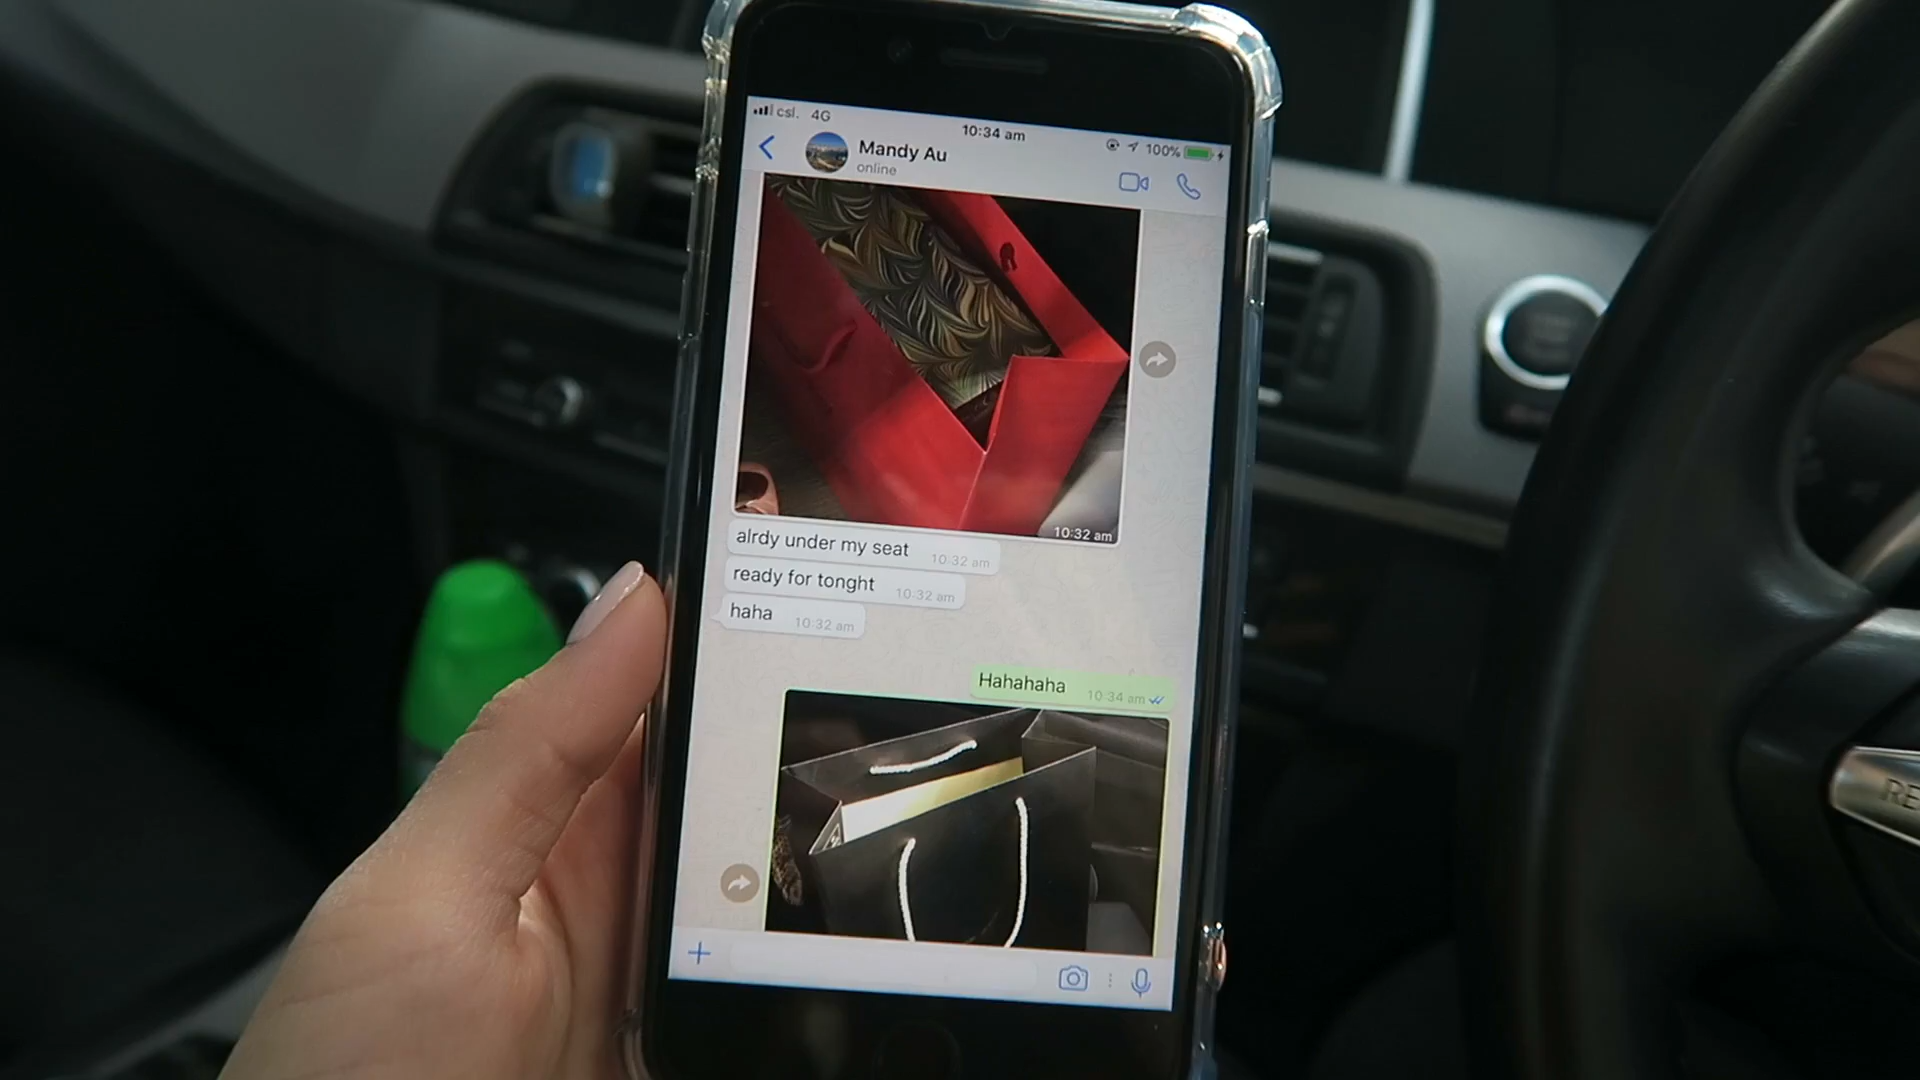 csl. 4G
10:34 am
100%
Mandy Au
online
10:32 am
alrdy under my seat 10:32 am
ready for tonght 10:32 am
haha 10:32 am
Hahahaha 10:34 am
RE